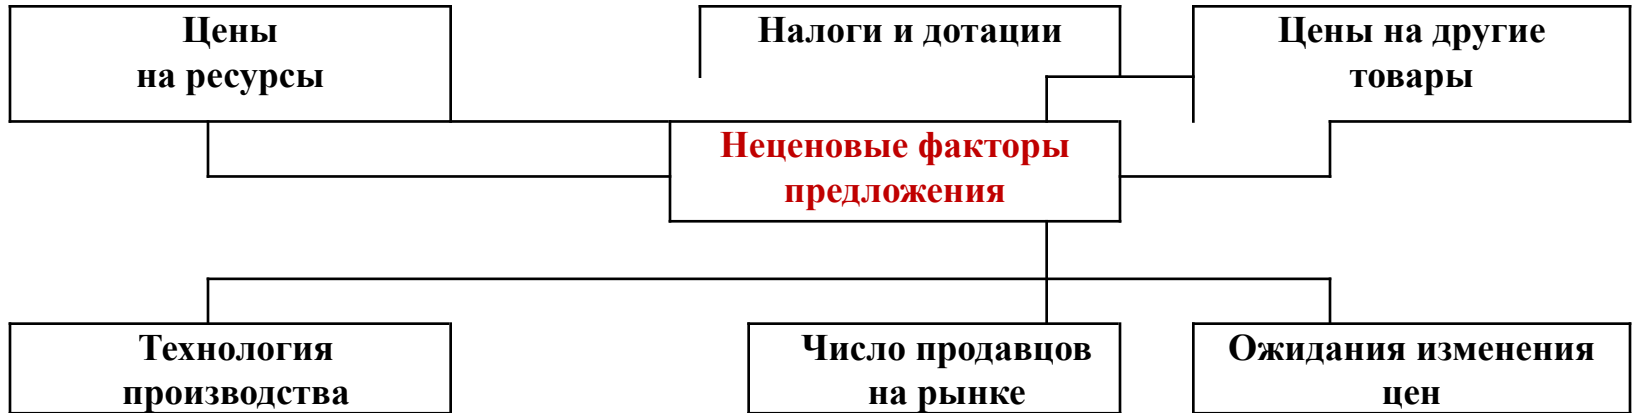 Цены
на ресурсы
Налоги и дотации
Цены на другие
товары
Неценовые факторы
предложения
Технология
производства
Число продавцов
на рынке
Ожидания изменения
цен